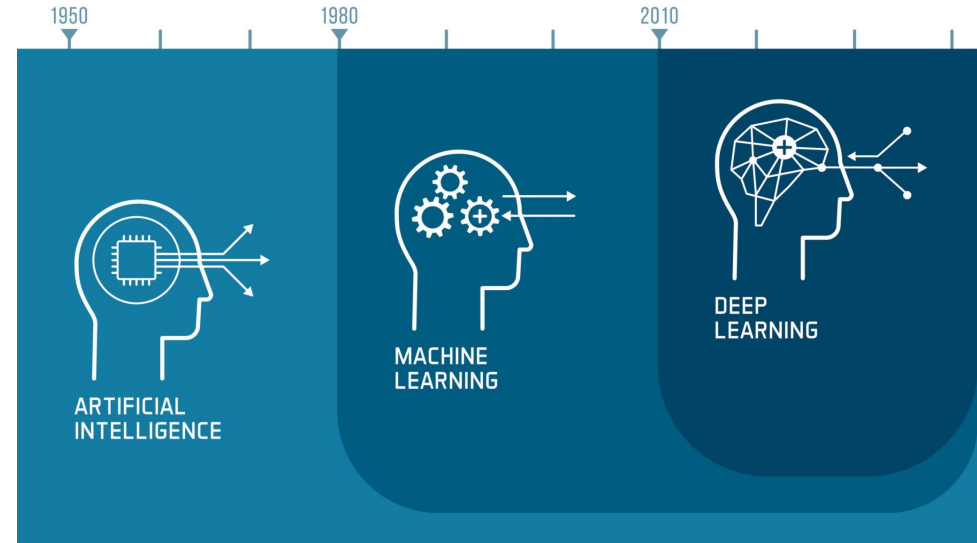 1950
1980
2010
DEEP
LEARNING
MACHINE
LEARNING
ARTIFICIAL
INTELLIGENCE